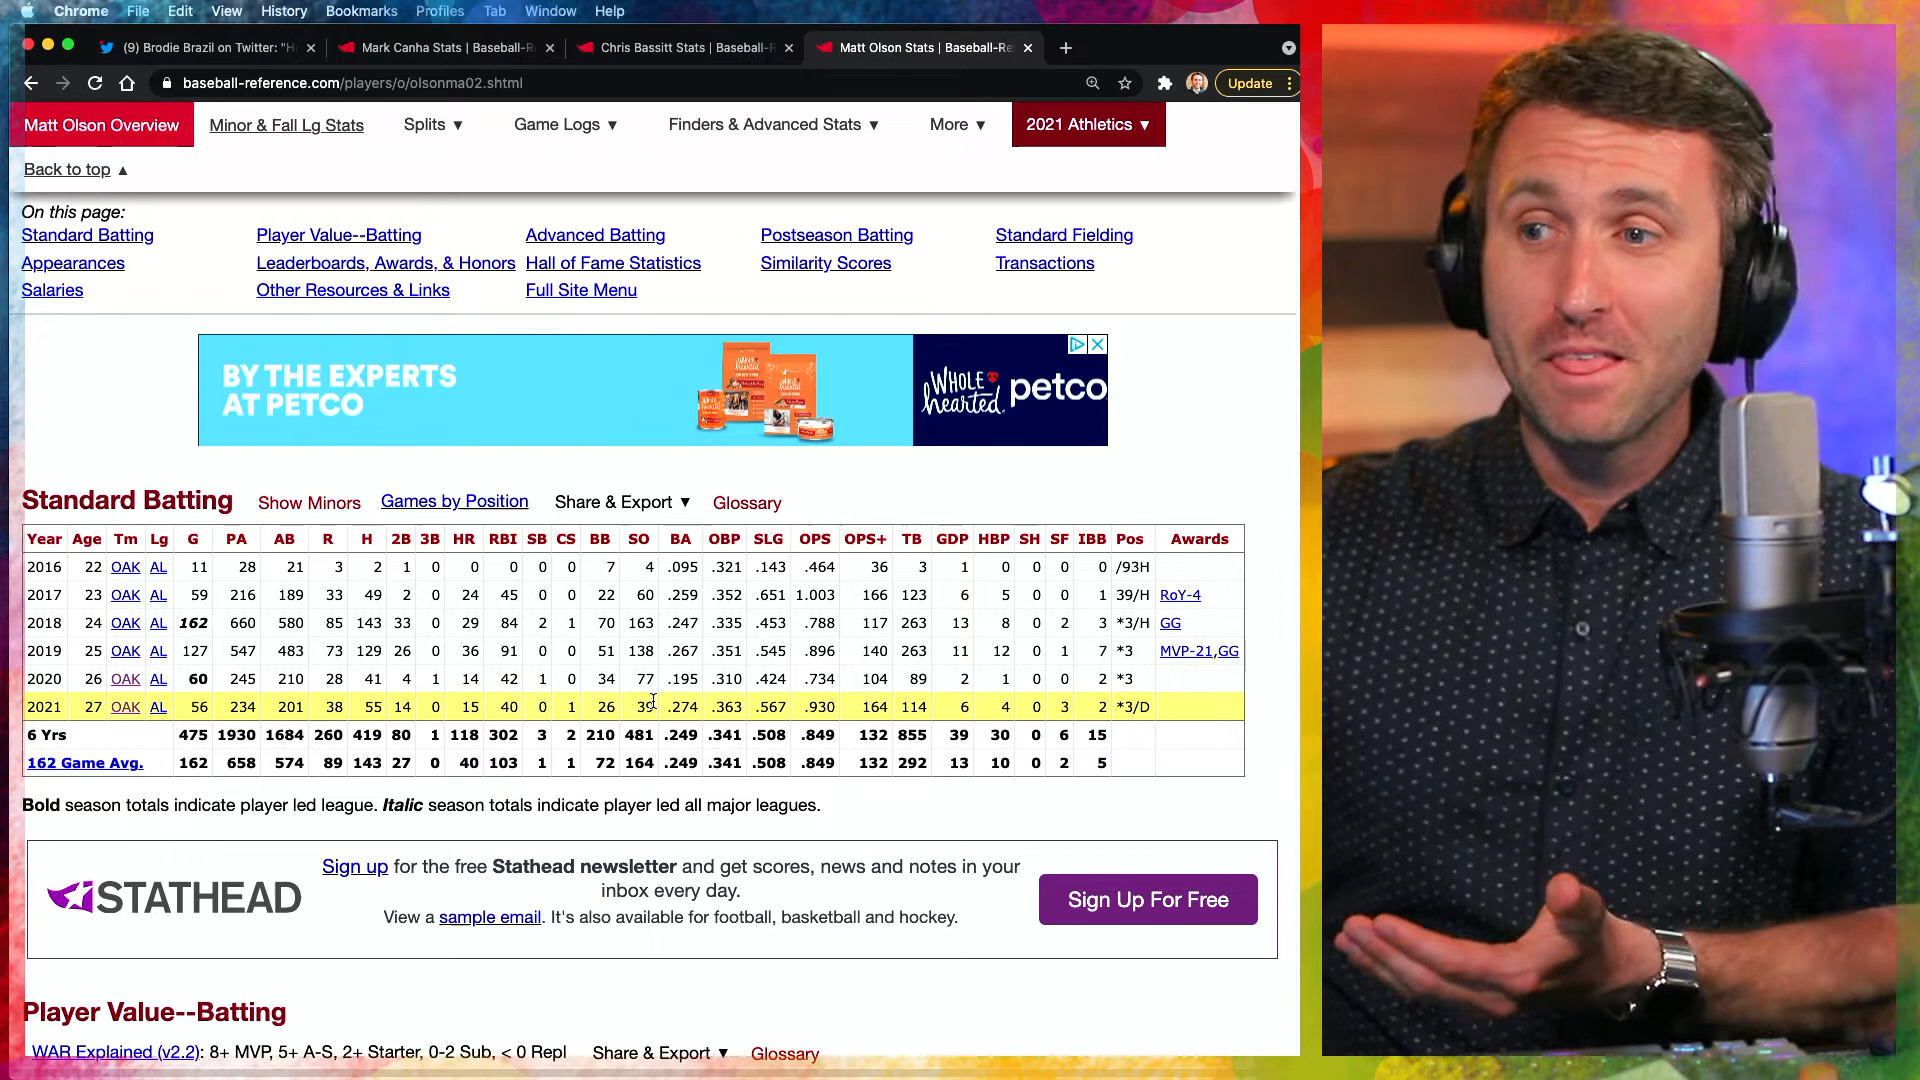 Chrome File Edit View History Bookmarks Profiles Tab Window Help
(9) Brodie Brazil on Twitter: "H Mark Canha Stats | Baseball-R Chris Bassitt Stats | Baseball-R Matt Olson Stats | Baseball-Re
baseball-reference.com/players/o/olsonma02.shtml Update
Matt Olson Overview Minor & Fall Lg Stats Splits ▼ Game Logs ▼ Finders & Advanced Stats ▼ More ▼ 2021 Athletics ▼
Back to top ▲
On this page:
Standard Batting Player Value--Batting Advanced Batting Postseason Batting Standard Fielding
Appearances Leaderboards, Awards, & Honors Hall of Fame Statistics Similarity Scores Transactions
Salaries Other Resources & Links Full Site Menu
BY THE EXPERTS
AT PETCO
WHOLE
hearted. petco
Standard Batting Show Minors Games by Position Share & Export ▼ Glossary
Year Age Tm Lg G PA AB R H 2B 3B HR RBI SB CS BB SO BA OBP SLG OPS OPS+ TB GDP HBP SH SF IBB Pos Awards
2016 22 OAK AL 11 28 21 3 2 1 0 0 0 0 0 7 4 .095 .321 .143 .464 36 3 1 0 0 0 0 /93H
2017 23 OAK AL 59 216 189 33 49 2 0 24 45 0 0 22 60 .259 .352 .651 1.003 166 123 6 5 0 0 1 39/H RoY-4
2018 24 OAK AL 162 660 580 85 143 33 0 29 84 2 1 70 163 .247 .335 .453 .788 117 263 13 8 0 2 3 *3/H GG
2019 25 OAK AL 127 547 483 73 129 26 0 36 91 0 0 51 138 .267 .351 .545 .896 140 263 11 12 0 1 7 *3 MVP-21,GG
2020 26 OAK AL 60 245 210 28 41 4 1 14 42 1 0 34 77 .195 .310 .424 .734 104 89 2 1 0 0 2 *3
2021 27 OAK AL 56 234 201 38 55 14 0 15 40 0 1 26 39 .274 .363 .567 .930 164 114 6 4 0 3 2 *3/D
6 Yrs 475 1930 1684 260 419 80 1 118 302 3 2 210 481 .249 .341 .508 .849 132 855 39 30 0 6 15
162 Game Avg. 162 658 574 89 143 27 0 40 103 1 1 72 164 .249 .341 .508 .849 132 292 13 10 0 2 5
Bold season totals indicate player led league. Italic season totals indicate player led all major leagues.
STATHEAD
Sign up for the free Stathead newsletter and get scores, news and notes in your
inbox every day.
View a sample email. It's also available for football, basketball and hockey.
Sign Up For Free
Player Value--Batting
WAR Explained (v2.2): 8+ MVP, 5+ A-S, 2+ Starter, 0-2 Sub, < 0 Repl Share & Export ▼ Glossary